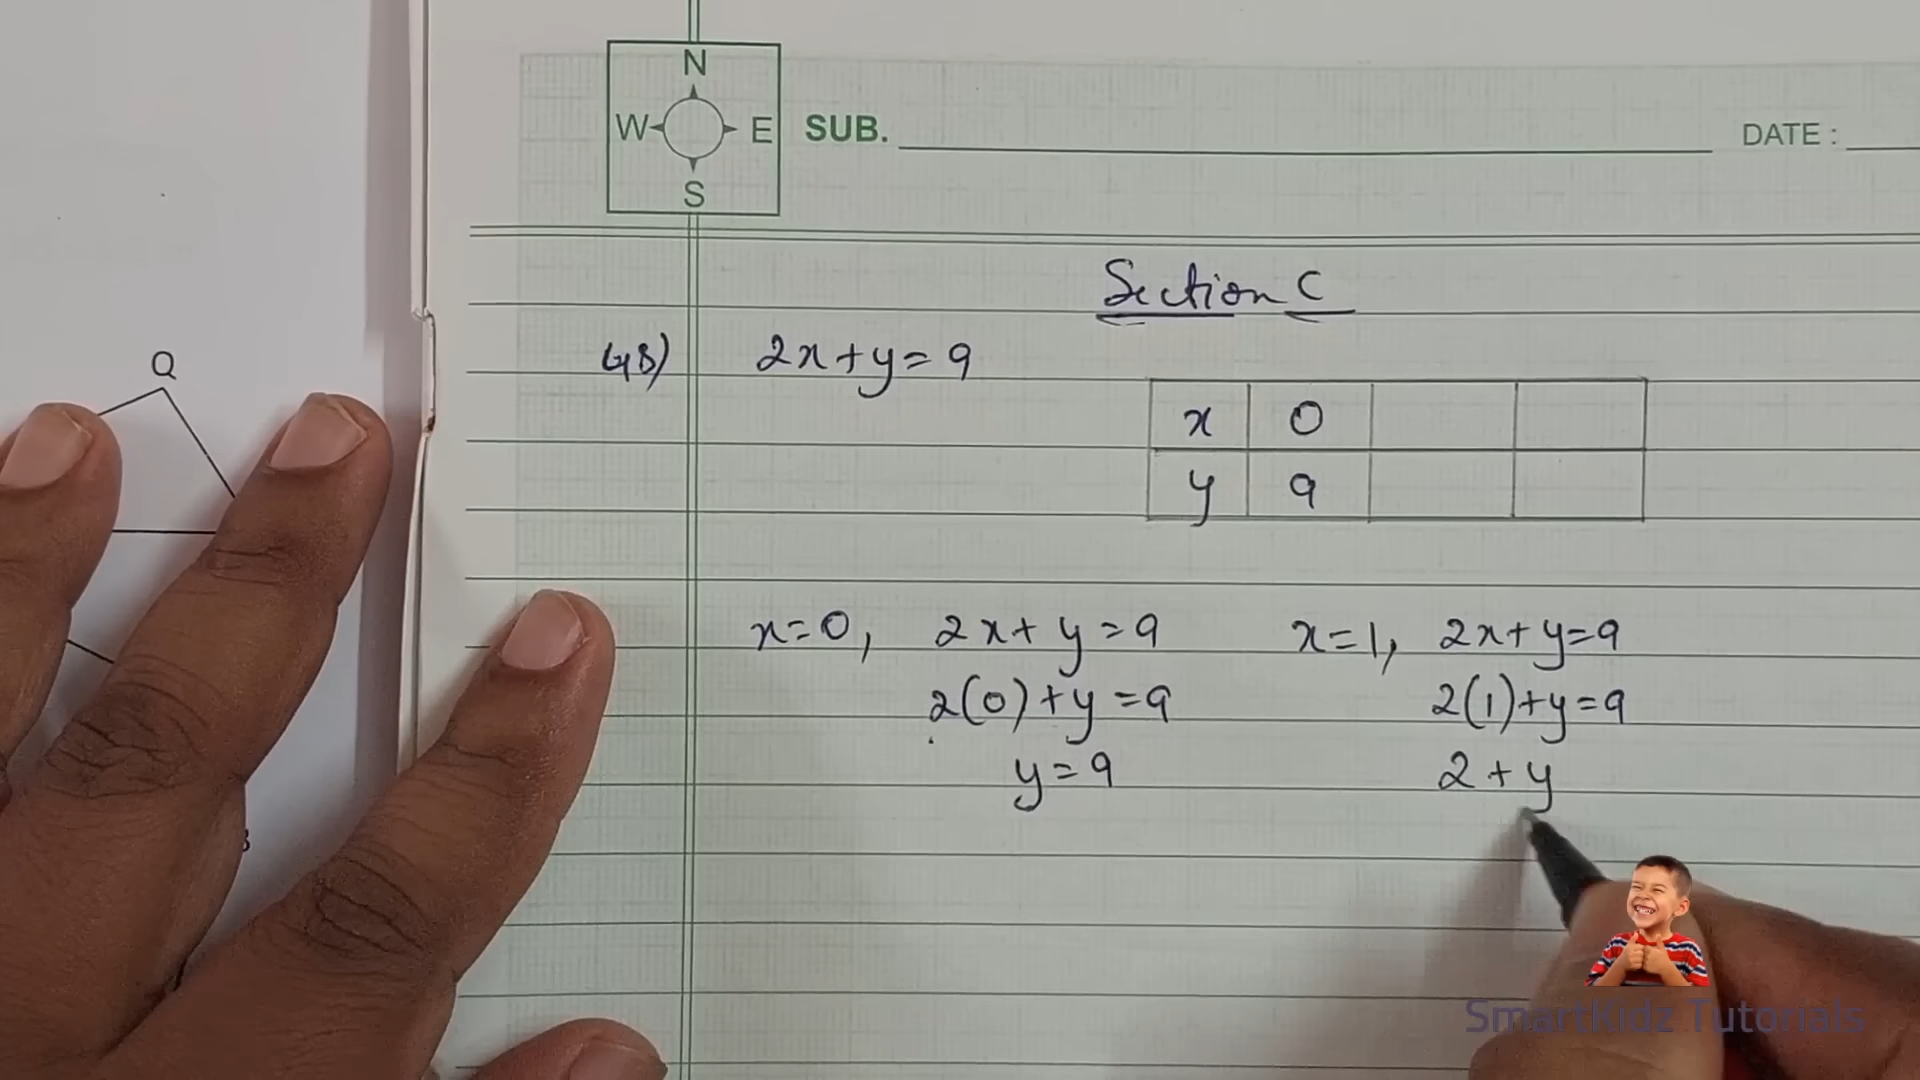 N
W E
S
SUB.
DATE :
Section C
48) 2x+y=9
x 0
y 9
Q
x=0, 2x+y=9
2(0)+y=9
y=9
x=1, 2x+y=9
2(1)+y=9
2+y
SmartKidz Tutorials